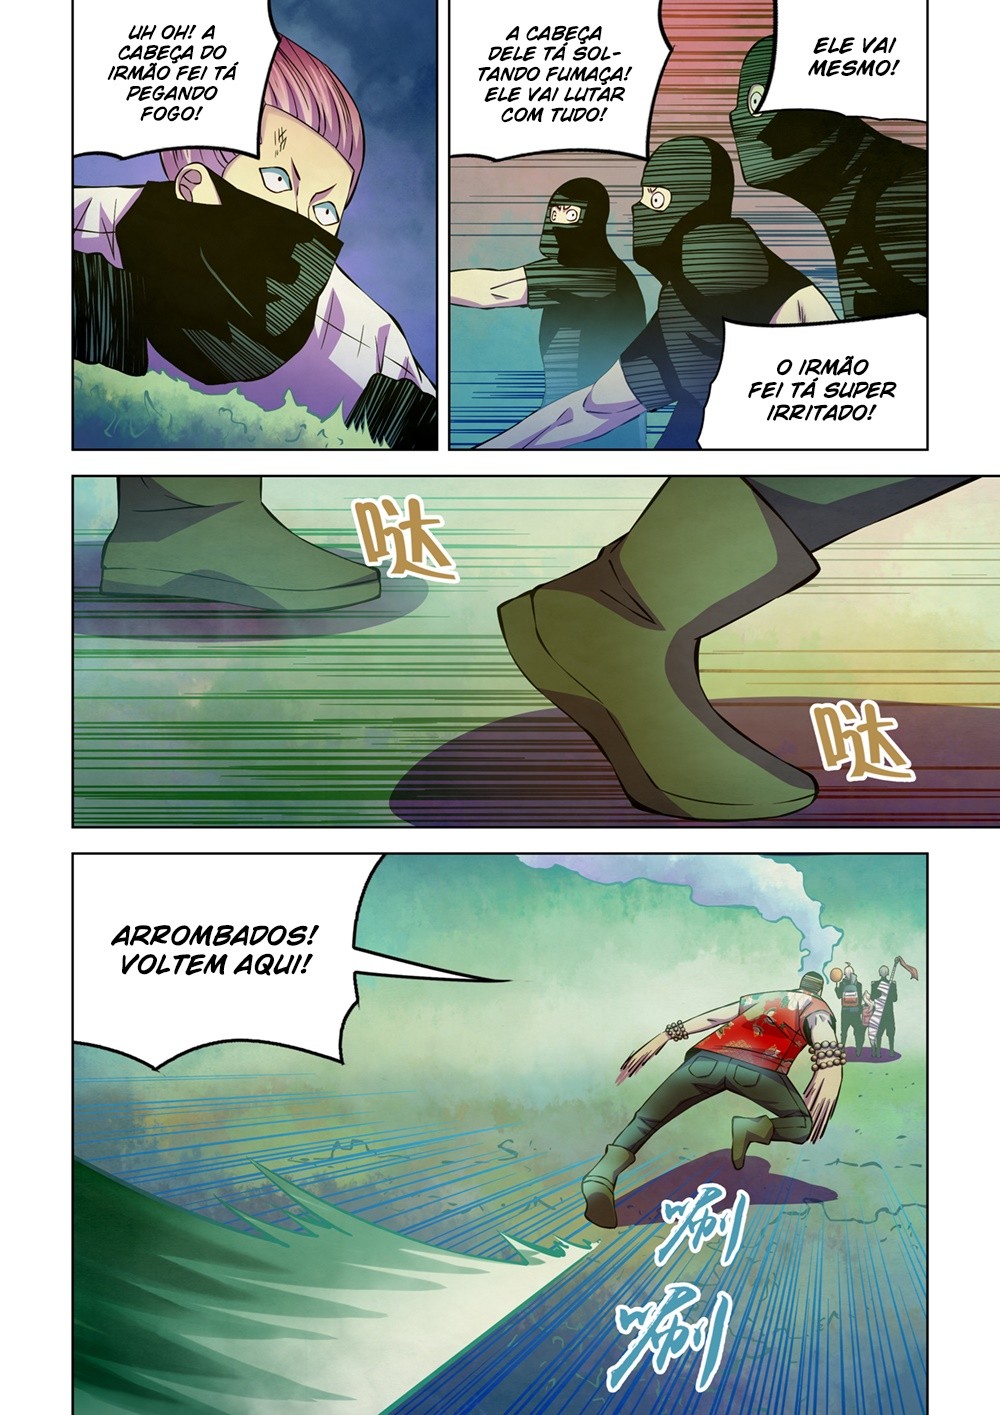 UH OH! A
CABEÇA DO
IRMÃO FEI TÁ
PEGANDO
FOGO!
A CABEÇA
DELE TÁ SOL-
TANDO FUMAÇA!
ELE VAI LUTAR
COM TUDO!
ELE VAI
MESMO!
O IRMÃO
FEI TÁ SUPER
IRRITADO!
哒
哒
ARROMBADOS!
VOLTEM AQUI!
唰
唰